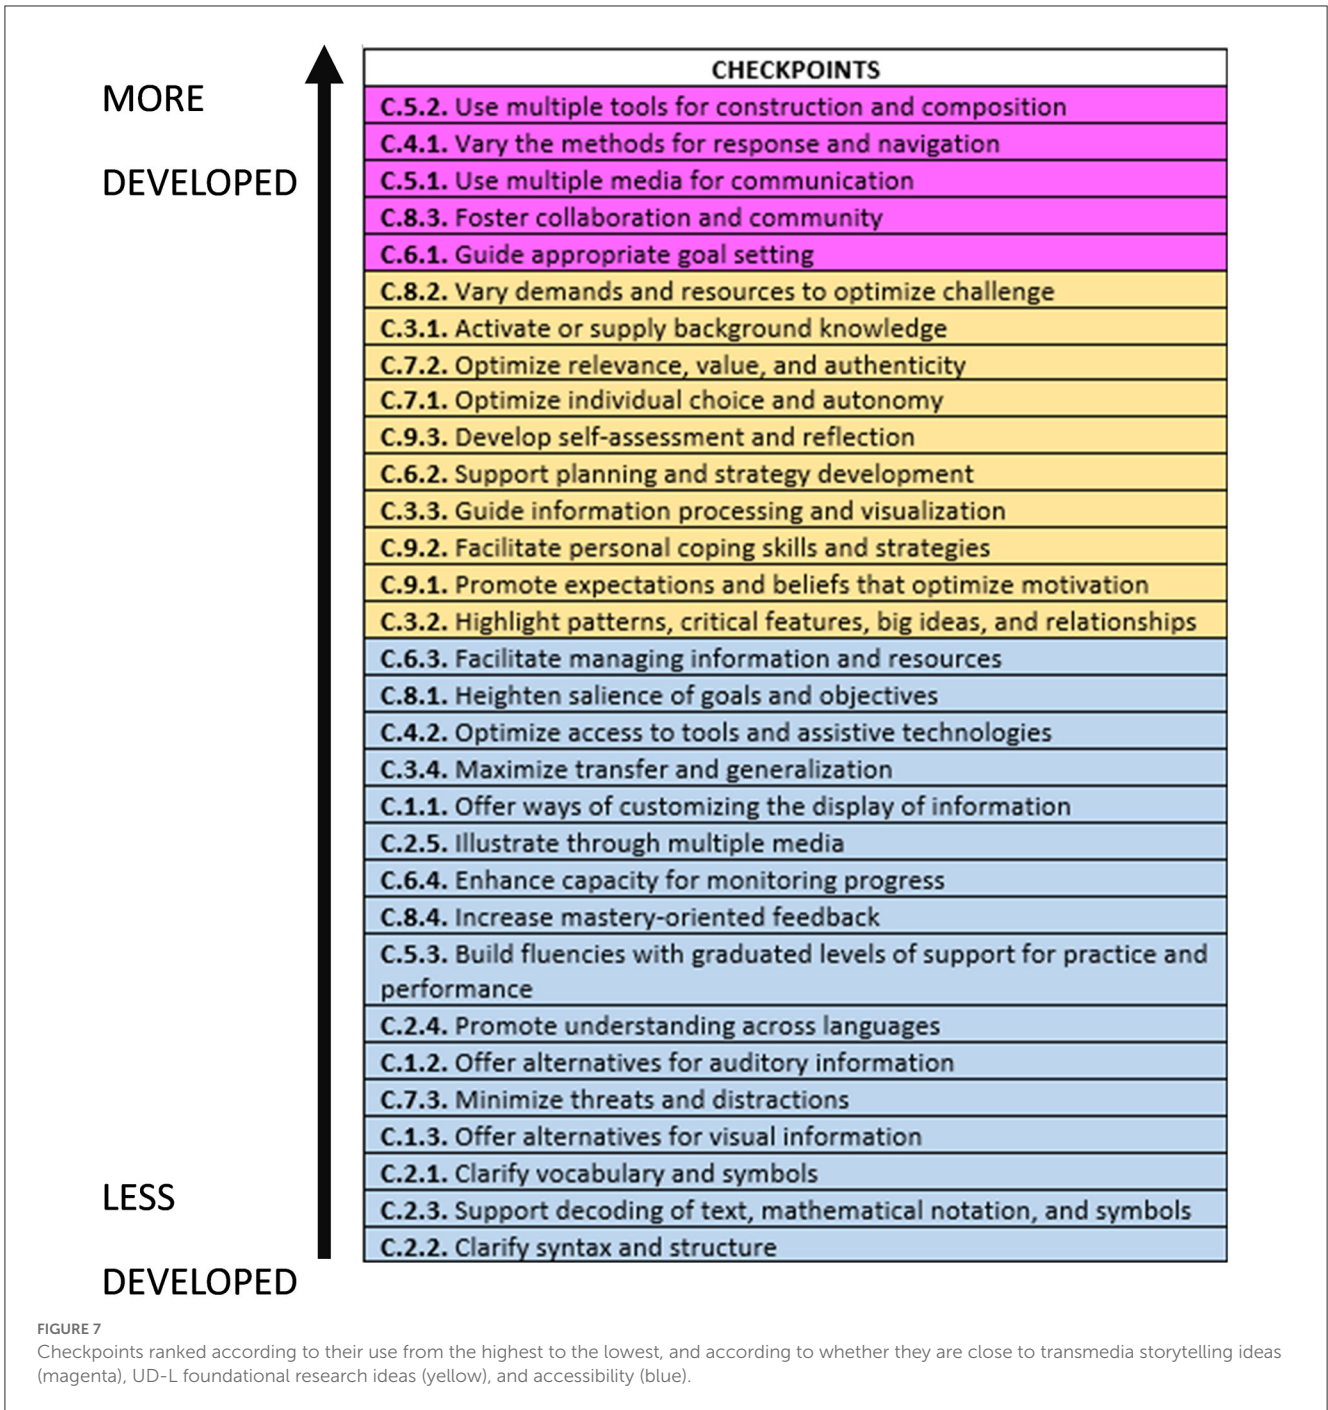 MORE
DEVELOPED
CHECKPOINTS
C.5.2. Use multiple tools for construction and composition
C.4.1. Vary the methods for response and navigation
C.5.1. Use multiple media for communication
C.8.3. Foster collaboration and community
C.6.1. Guide appropriate goal setting
C.8.2. Vary demands and resources to optimize challenge
C.3.1. Activate or supply background knowledge
C.7.2. Optimize relevance, value, and authenticity
C.7.1. Optimize individual choice and autonomy
C.9.3. Develop self-assessment and reflection
C.6.2. Support planning and strategy development
C.3.3. Guide information processing and visualization
C.9.2. Facilitate personal coping skills and strategies
C.9.1. Promote expectations and beliefs that optimize motivation
C.3.2. Highlight patterns, critical features, big ideas, and relationships
C.6.3. Facilitate managing information and resources
C.8.1. Heighten salience of goals and objectives
C.4.2. Optimize access to tools and assistive technologies
C.3.4. Maximize transfer and generalization
C.1.1. Offer ways of customizing the display of information
C.2.5. Illustrate through multiple media
C.6.4. Enhance capacity for monitoring progress
C.8.4. Increase mastery-oriented feedback
C.5.3. Build fluencies with graduated levels of support for practice and
performance
C.2.4. Promote understanding across languages
C.1.2. Offer alternatives for auditory information
C.7.3. Minimize threats and distractions
C.1.3. Offer alternatives for visual information
C.2.1. Clarify vocabulary and symbols
C.2.3. Support decoding of text, mathematical notation, and symbols
C.2.2. Clarify syntax and structure
LESS
DEVELOPED
FIGURE 7
Checkpoints ranked according to their use from the highest to the lowest, and according to whether they are close to transmedia storytelling ideas
(magenta), UD-L foundational research ideas (yellow), and accessibility (blue).